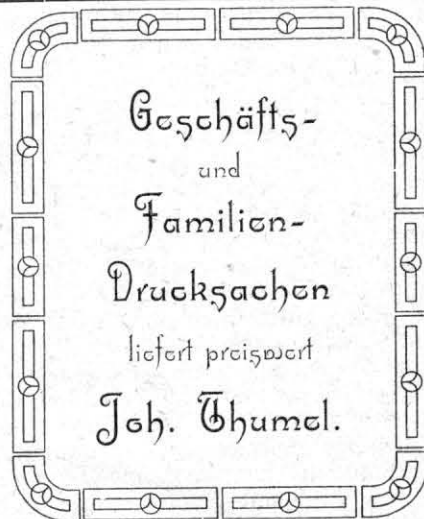 Geschäfts-
und
Familien-
Drucksachen
liefert preiswert
Joh. Thumel.